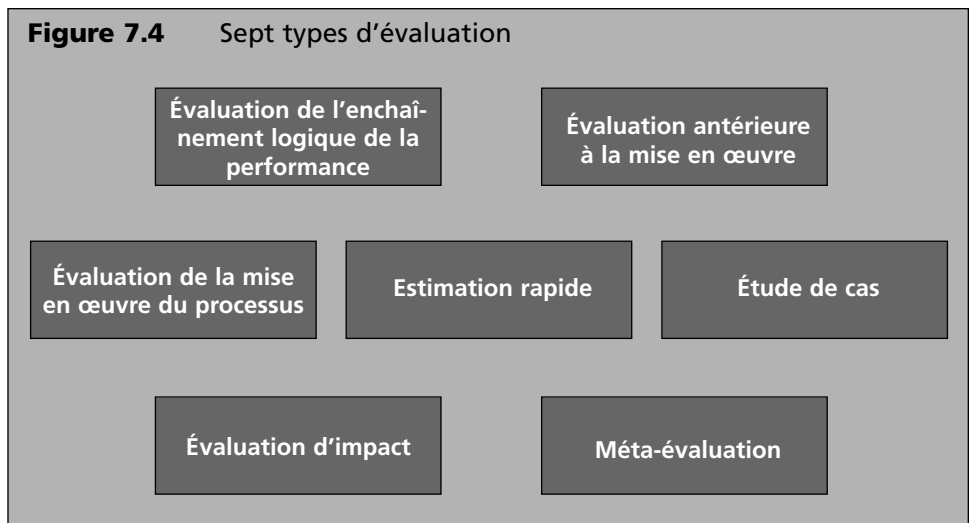 Figure 7.4 Sept types d’évaluation
Évaluation de l’enchaî-
nement logique de la
performance
Évaluation antérieure
à la mise en œuvre
Évaluation de la mise
en œuvre du processus
Estimation rapide
Étude de cas
Évaluation d’impact
Méta-évaluation